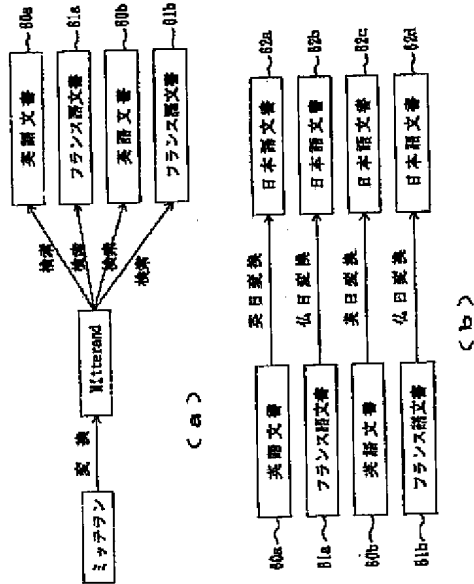 ミッテラン
変換
Mitterand
検索
検索
検索
検索
英語文書
60a
フランス語文書
61a
英語文書
60b
フランス語文書
61b
(a)
60a
英語文書
英日変換
日本語文書
62a
61a
フランス語文書
仏日変換
日本語文書
62b
60b
英語文書
英日変換
日本語文書
62c
61b
フランス語文書
仏日変換
日本語文書
62d
(b)